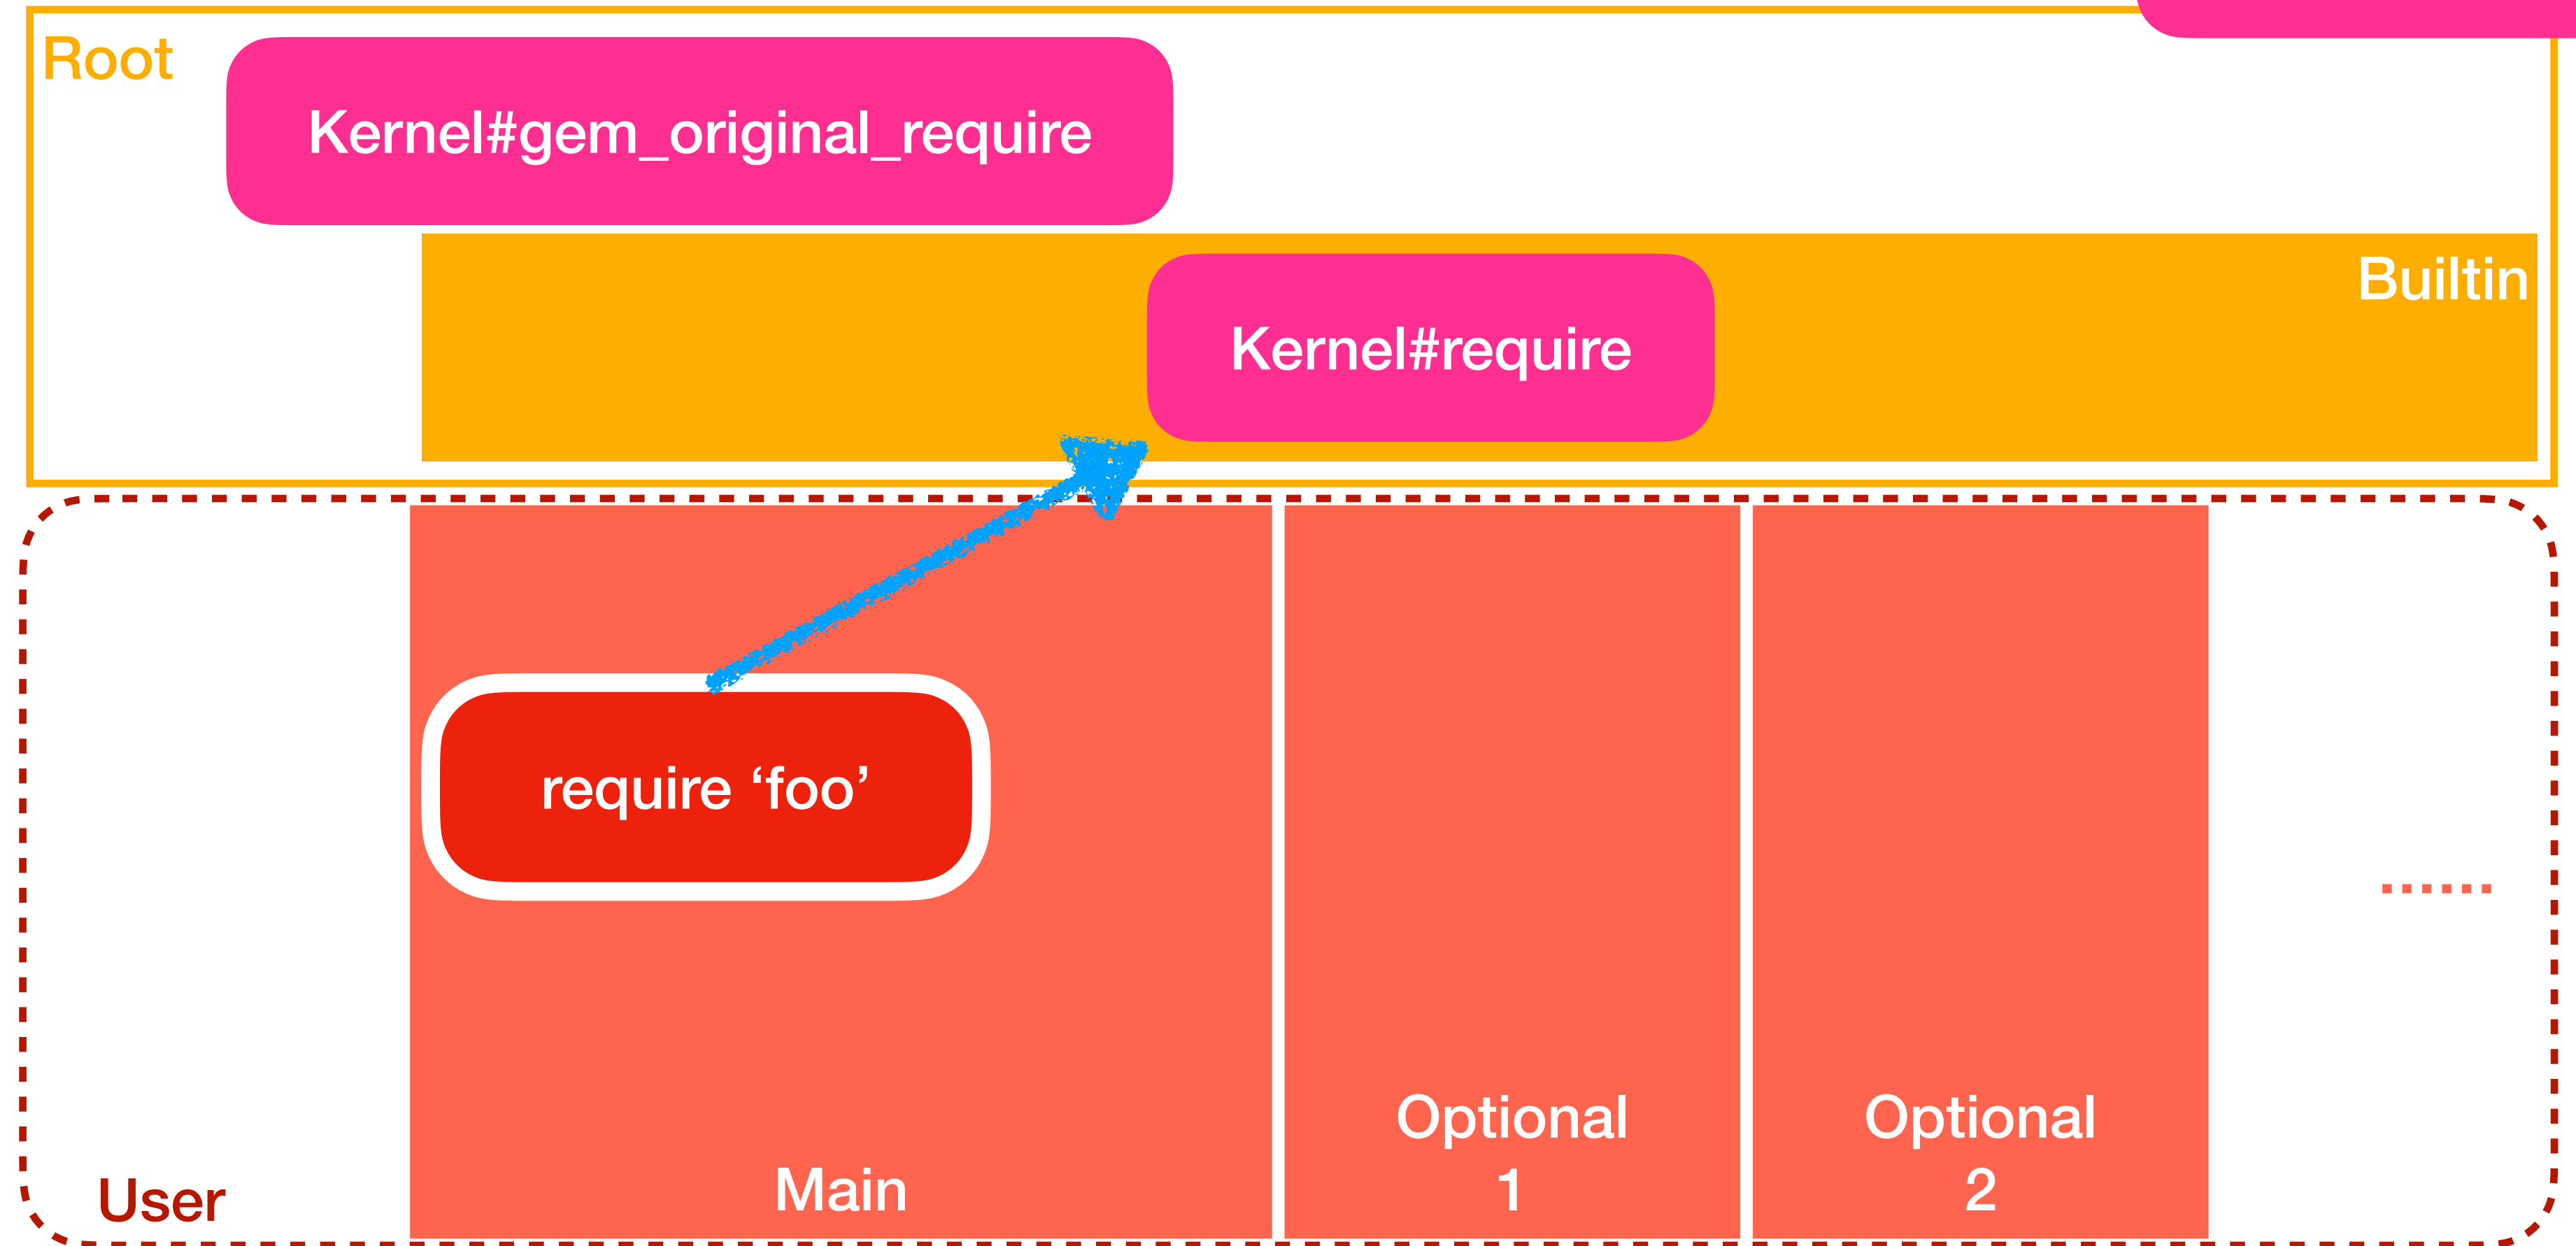 Root
Kernel#gem_original_require
Builtin
Kernel#require
require ‘foo’
Optional
1
Optional
2
Main
User